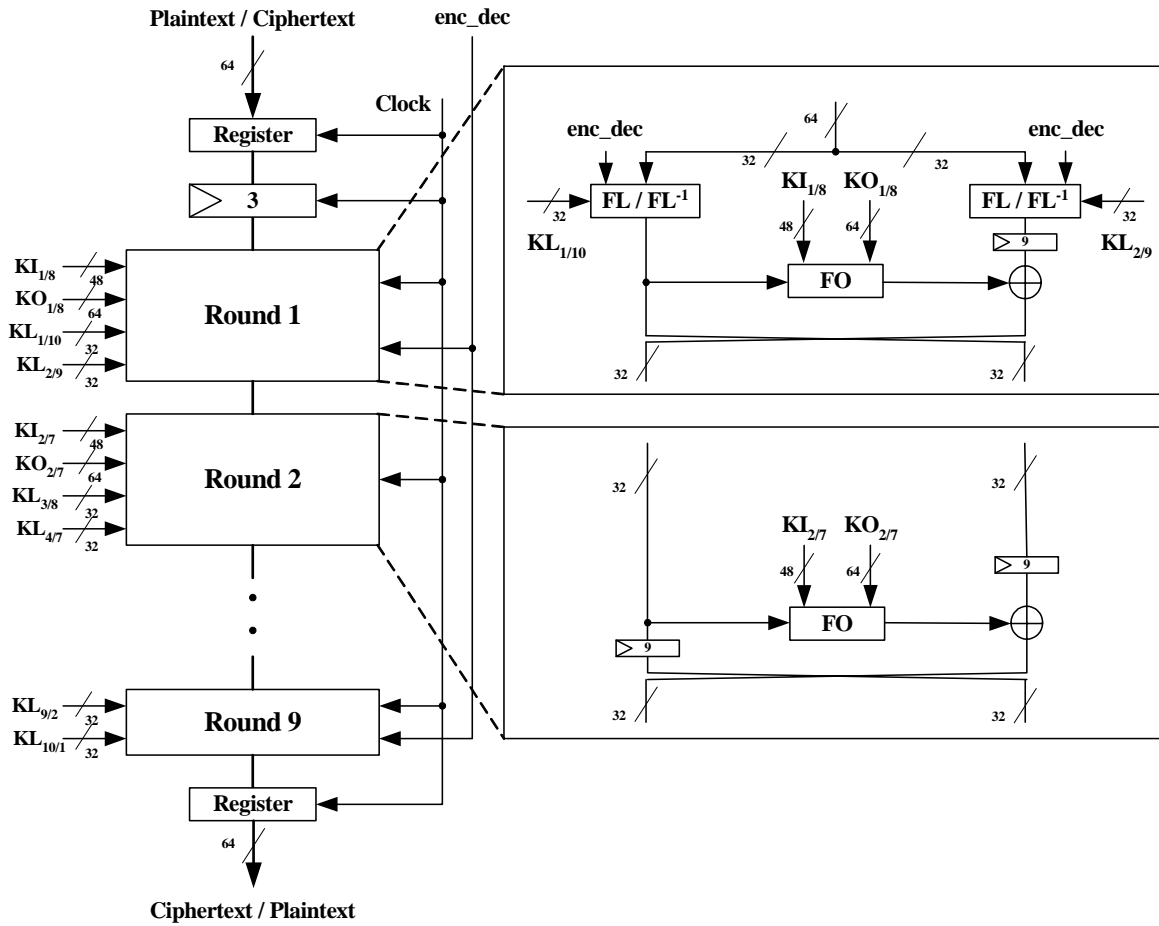 Plaintext / Ciphertext
enc_dec
64
Clock
Register
3
KI1/8
48
KO1/8
64
KL1/10
32
KL2/9
32
Round 1
KI2/7
48
KO2/7
64
KL3/8
32
KL4/7
32
Round 2
KL9/2
32
KL10/1
32
Round 9
Register
64
Ciphertext / Plaintext
64
enc_dec
enc_dec
32
32
KI1/8
KO1/8
FL / FL-1
FL / FL-1
32
48
64
32
KL1/10
9
KL2/9
FO
32
32
32
32
KI2/7
KO2/7
48
64
9
FO
9
32
32